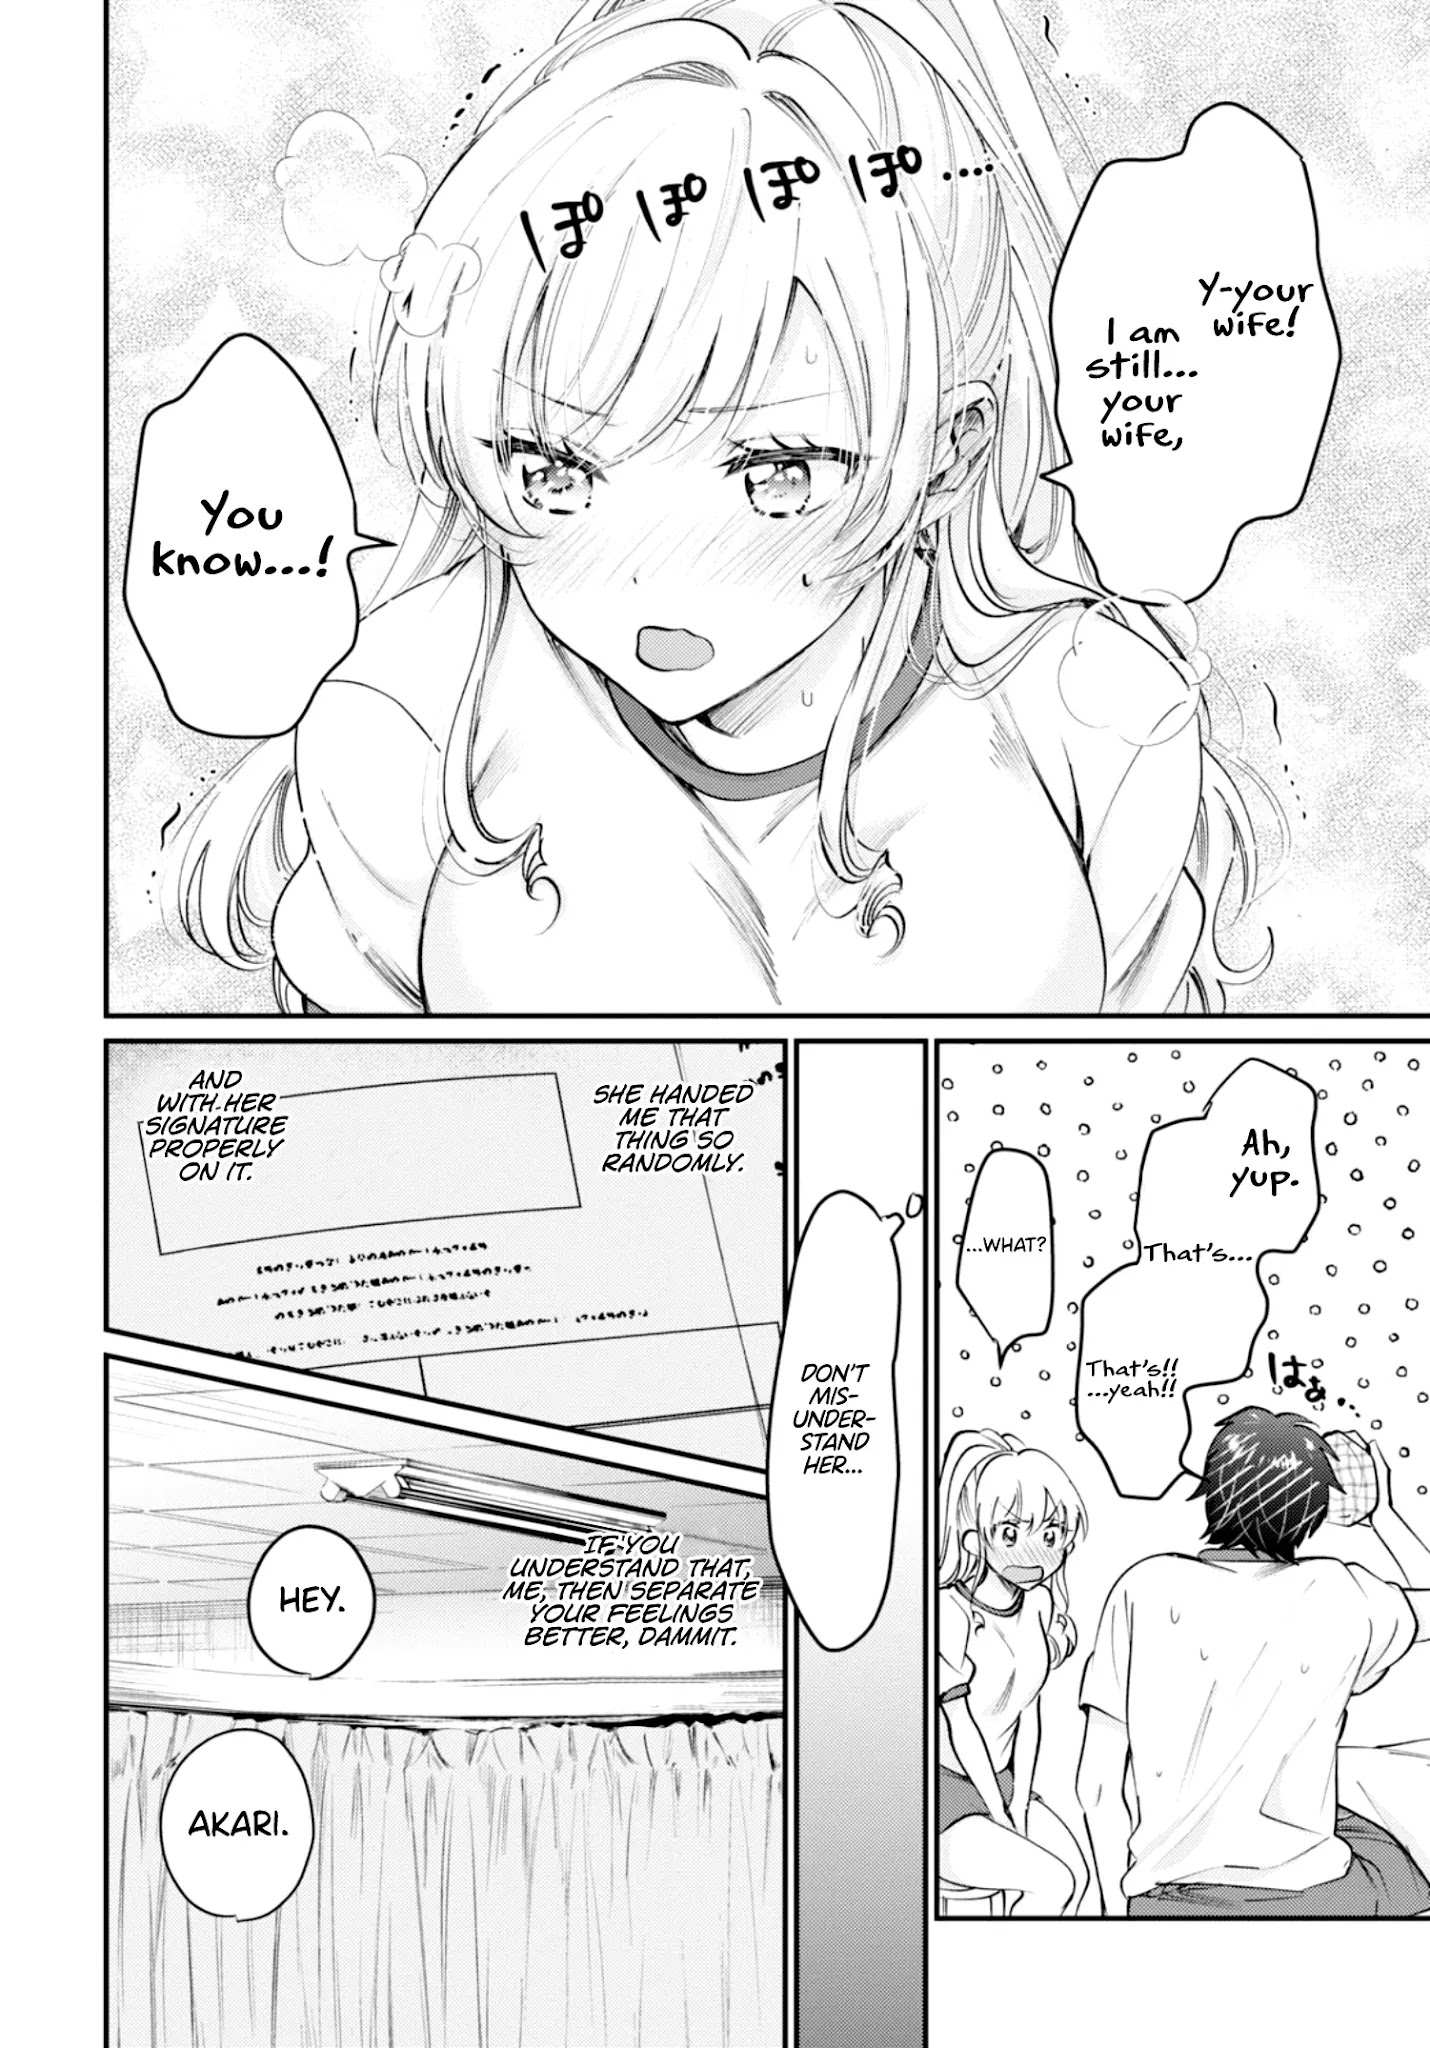 Y-your
wife!
I am
still...
your
wife,
ぽぽぽぽ....
You
know...!
Ah,
yup.
That's...
That's!!
...yeah!!
はぁ...
...WHAT?
DON'T
MIS-
UNDER-
STAND
HER...
SHE HANDED
ME THAT
THING SO
RANDOMLY.
AND
WITH HER
SIGNATURE
PROPERLY
ON IT.
IF YOU
UNDERSTAND THAT,
ME, THEN SEPARATE
YOUR FEELINGS
BETTER, DAMMIT.
HEY.
AKARI.